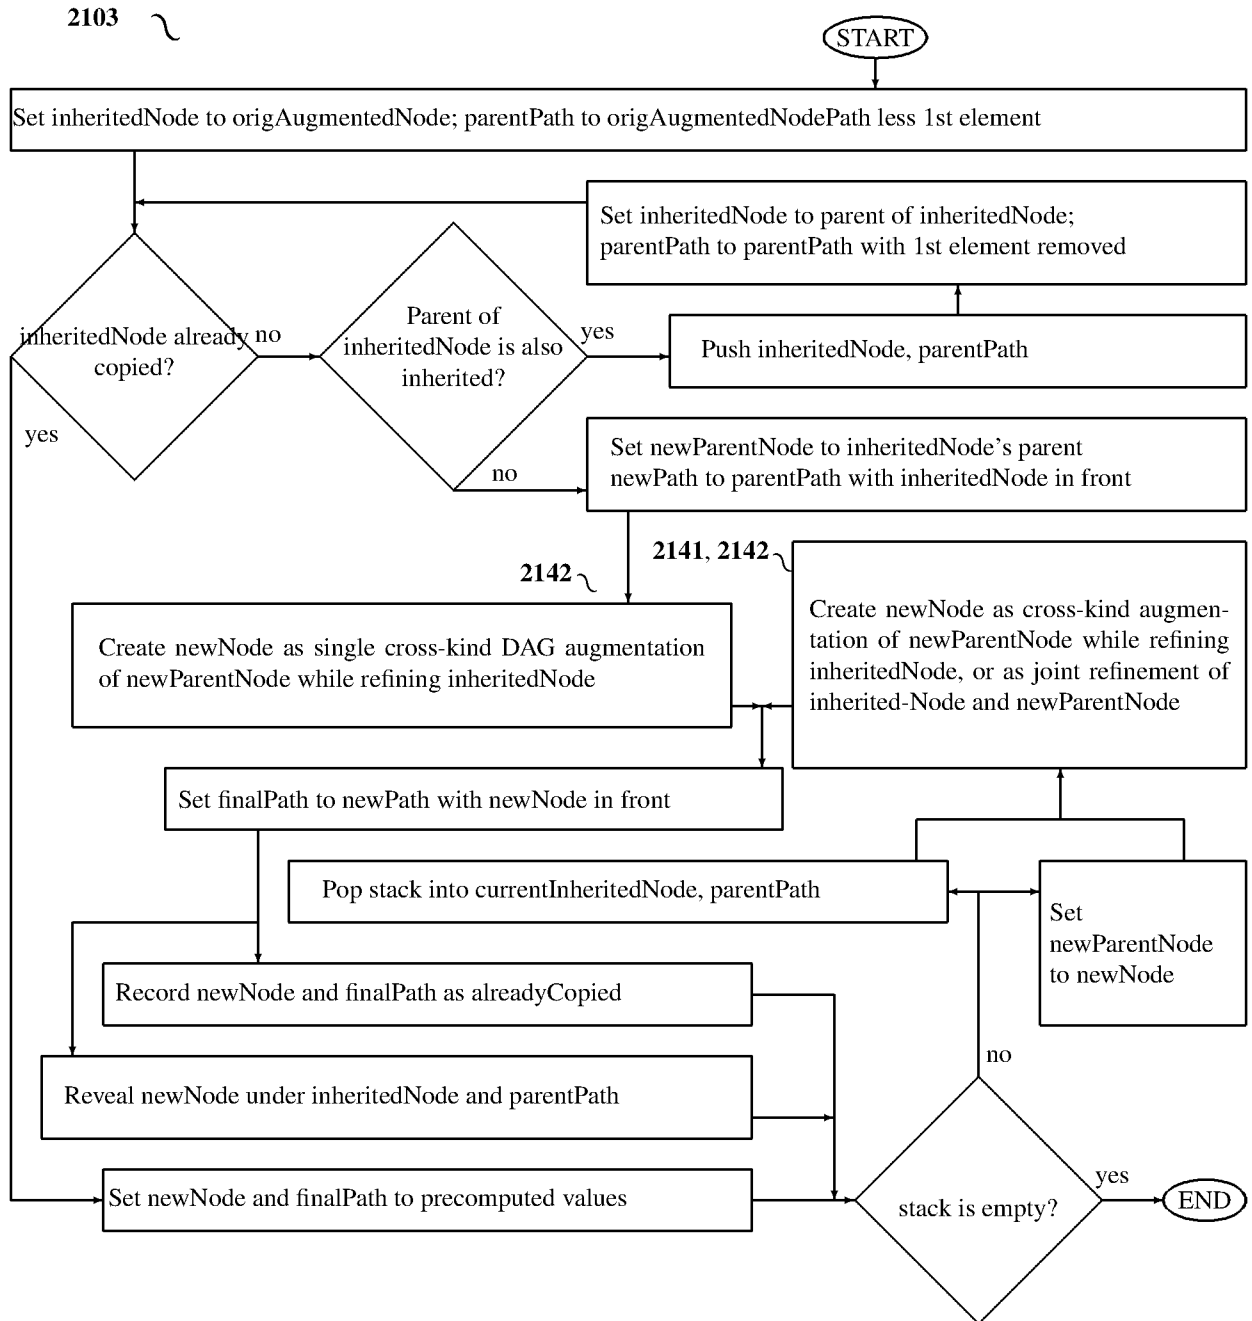 2103
START
Set inheritedNode to origAugmentedNode; parentPath to origAugmentedNodePath less 1st element
Set inheritedNode to parent of inheritedNode;
parentPath to parentPath with 1st element removed
inheritedNode already
copied?
no
Parent of
inheritedNode is also
inherited?
yes
Push inheritedNode, parentPath
yes
no
Set newParentNode to inheritedNode's parent
newPath to parentPath with inheritedNode in front
2142
2141, 2142
Create newNode as single cross-kind DAG augmentation
of newParentNode while refining inheritedNode
Create newNode as cross-kind augmen-
tation of newParentNode while refining
inheritedNode, or as joint refinement of
inherited-Node and newParentNode
Set finalPath to newPath with newNode in front
Pop stack into currentInheritedNode, parentPath
Set
newParentNode
to newNode
Record newNode and finalPath as alreadyCopied
no
Reveal newNode under inheritedNode and parentPath
Set newNode and finalPath to precomputed values
stack is empty?
yes
END